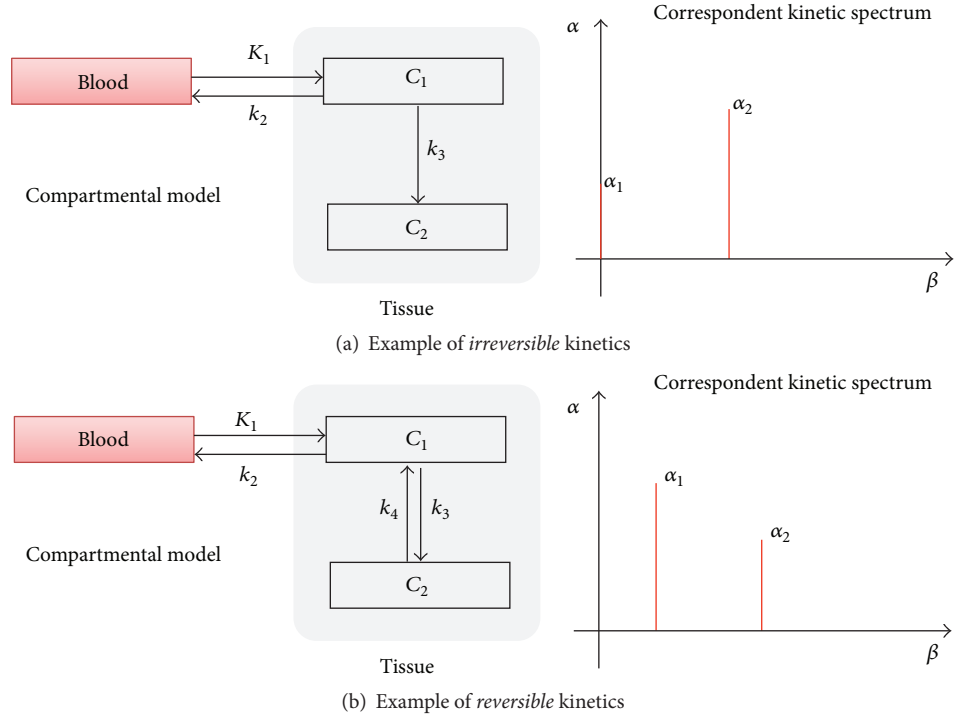 Correspondent kinetic spectrum
α
K₁
Blood
C₁
k₂
α₂
k₃
α₁
Compartmental model
C₂
β
Tissue
(a) Example of irreversible kinetics
Correspondent kinetic spectrum
α
K₁
Blood
C₁
k₂
α₁
k₄
k₃
α₂
Compartmental model
C₂
β
Tissue
(b) Example of reversible kinetics